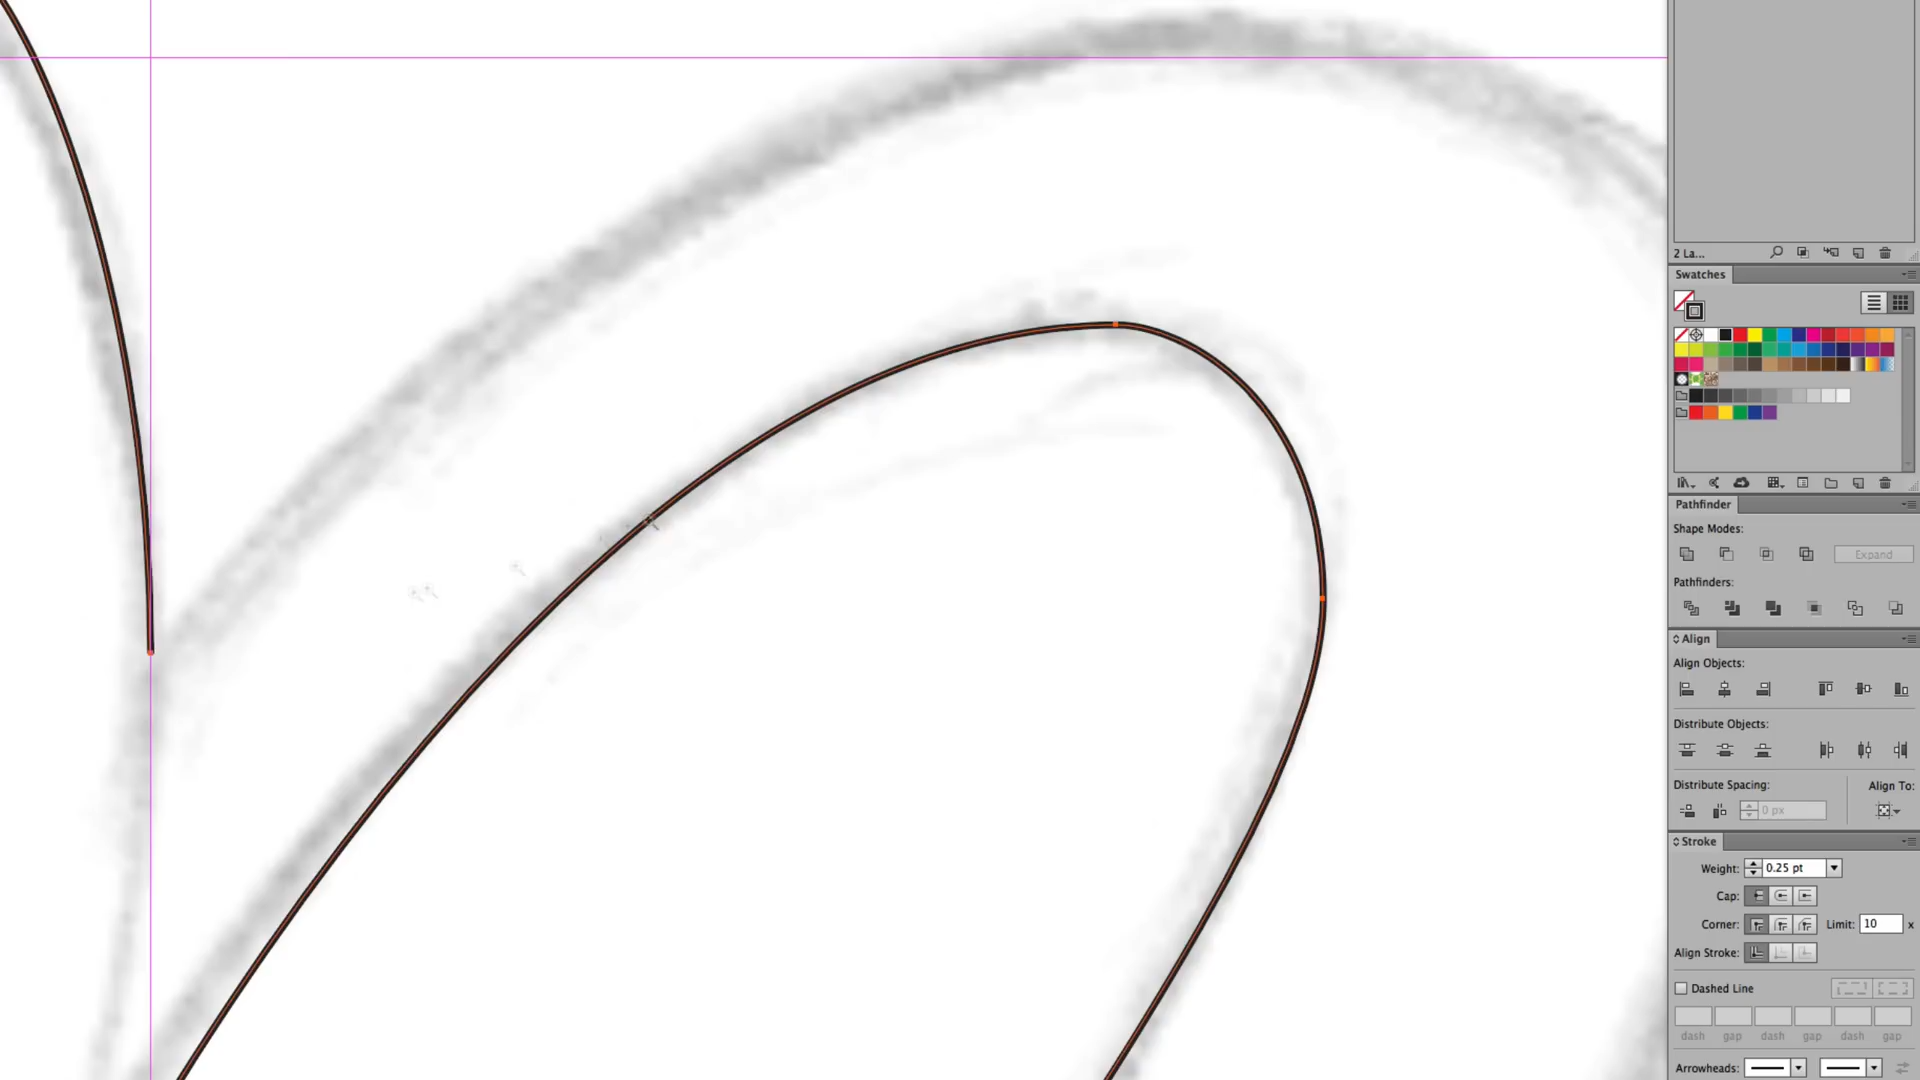 2 La...
Swatches
Pathfinder
Shape Modes:
Expand
Pathfinders:
Align
Align Objects:
Distribute Objects:
Distribute Spacing: Align To:
0 px
Stroke
Weight: 0.25 pt
Cap:
Corner: Limit: 10 x
Align Stroke:
Dashed Line
dash gap dash gap dash gap
Arrowheads: